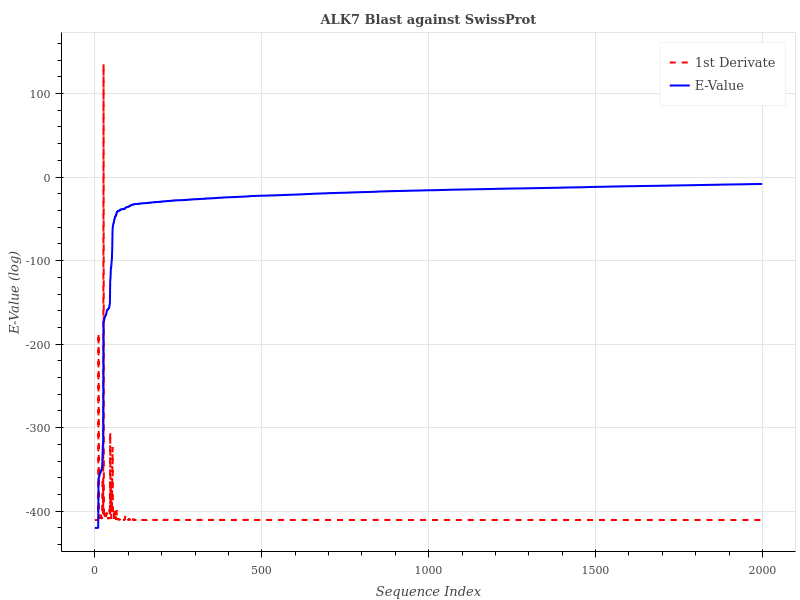 ALK7 Blast against SwissProt
1st Derivate
E-Value
100
0
-100
-200
-300
-400
E-Value (log)
0 500 1000 1500 2000
Sequence Index